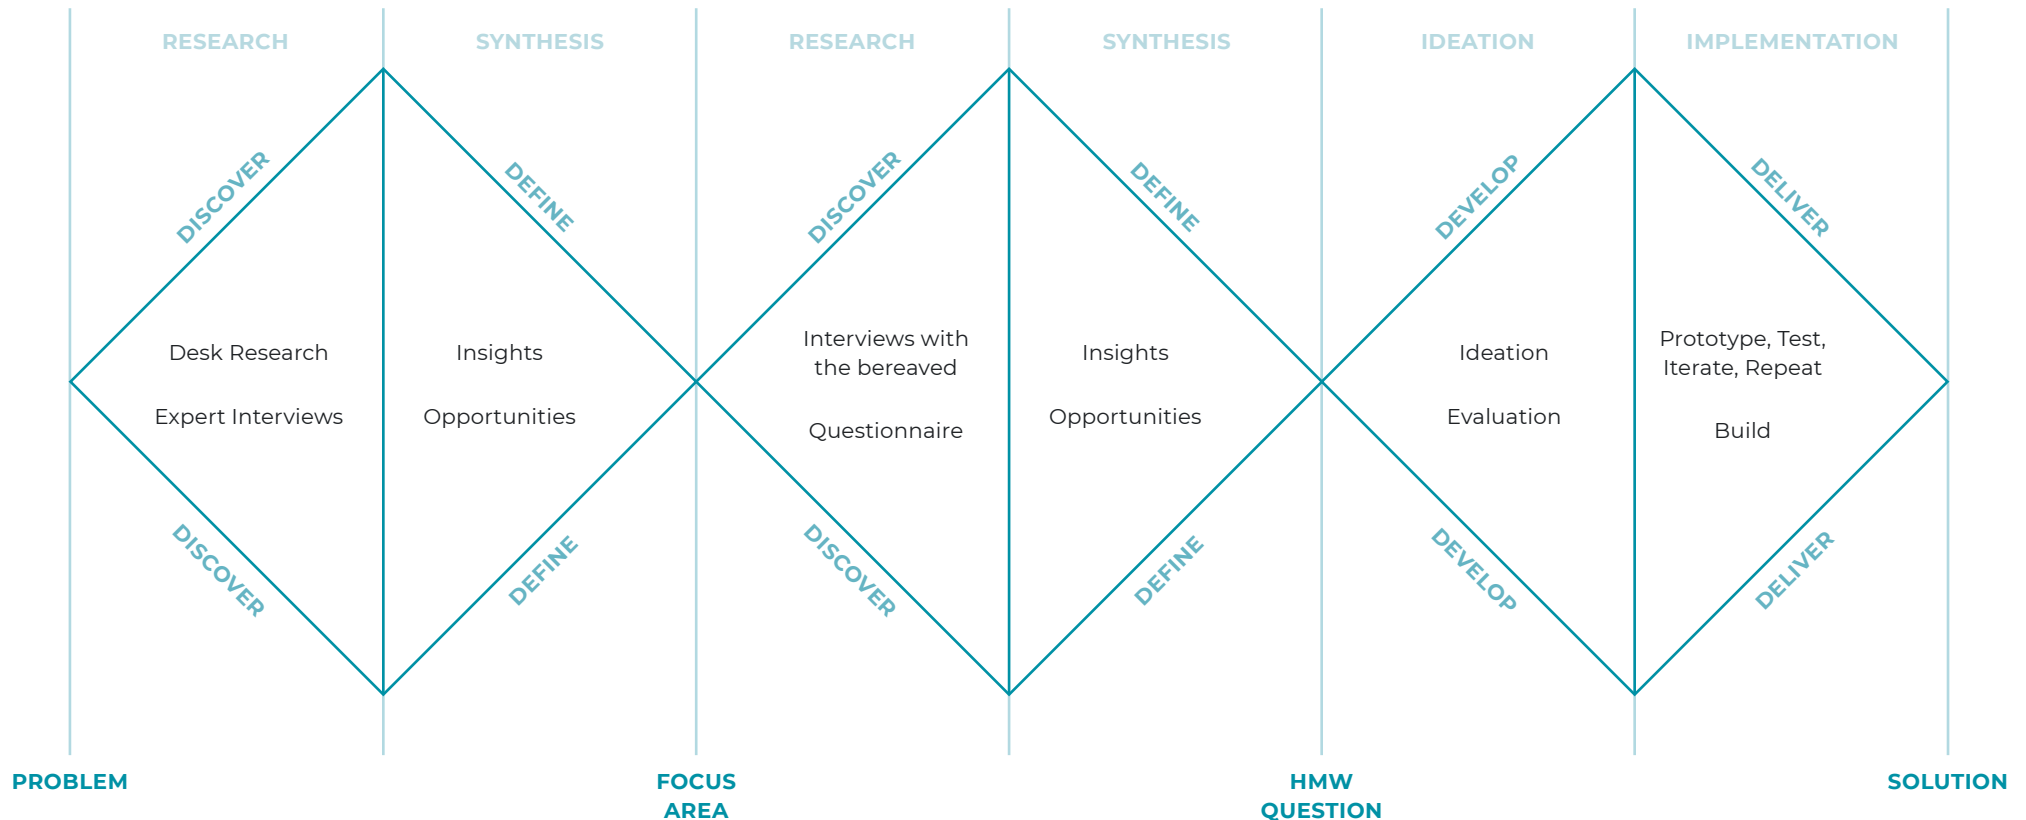 RESEARCH
SYNTHESIS
RESEARCH
SYNTHESIS
IDEATION
IMPLEMENTATION
DISCOVER
DEFINE
DISCOVER
DEFINE
DEVELOP
DELIVER
Desk Research
Expert Interviews
Insights
Opportunities
Interviews with
the bereaved
Questionnaire
Insights
Opportunities
Ideation
Evaluation
Prototype, Test,
Iterate, Repeat
Build
DISCOVER
DEFINE
DISCOVER
DEFINE
DEVELOP
DELIVER
PROBLEM
FOCUS
AREA
HMW
QUESTION
SOLUTION